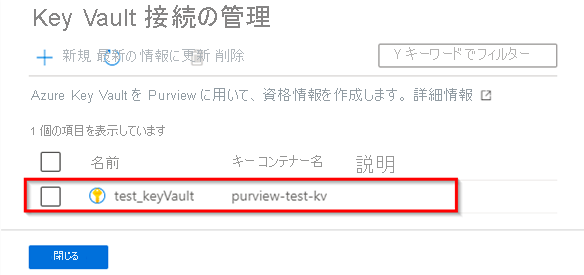 Key Vault 接続の管理
新規 最新の情報に更新 削除
Y キーワードでフィルター
Azure Key Vault を Purview に用いて、資格情報を作成します。詳細情報
1 個の項目を表示しています
名前 キー コンテナー名 説明
test_keyVault purview-test-kv
閉じる